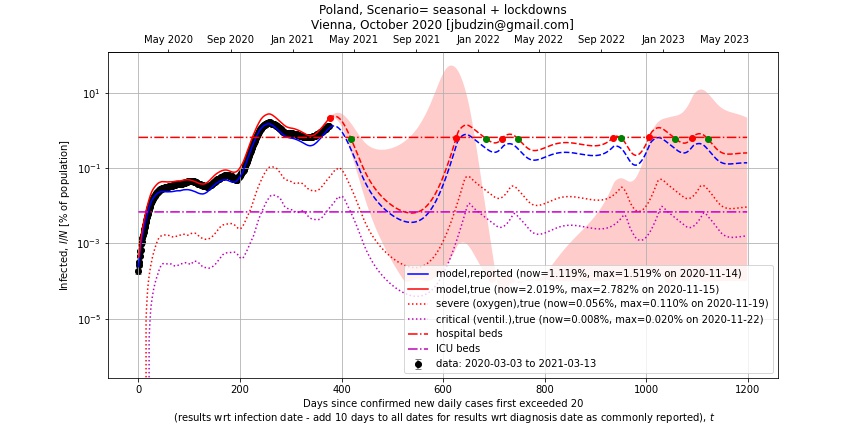 Poland, Scenario= seasonal + lockdowns
Vienna, October 2020 [jbudzin@gmail.com]
May 2020 Sep 2020 Jan 2021 May 2021 Sep 2021 Jan 2022 May 2022 Sep 2022 Jan 2023 May 2023
Infected, I/N [% of population]
10¹
10⁻¹
10⁻³
10⁻⁵
model,reported (now=1.119%, max=1.519% on 2020-11-14)
model,true (now=2.019%, max=2.782% on 2020-11-15)
severe (oxygen),true (now=0.056%, max=0.110% on 2020-11-19)
critical (ventil.),true (now=0.008%, max=0.020% on 2020-11-22)
hospital beds
ICU beds
data: 2020-03-03 to 2021-03-13
0 200 400 600 800 1000 1200
Days since confirmed new daily cases first exceeded 20
(results wrt infection date - add 10 days to all dates for results wrt diagnosis date as commonly reported), t